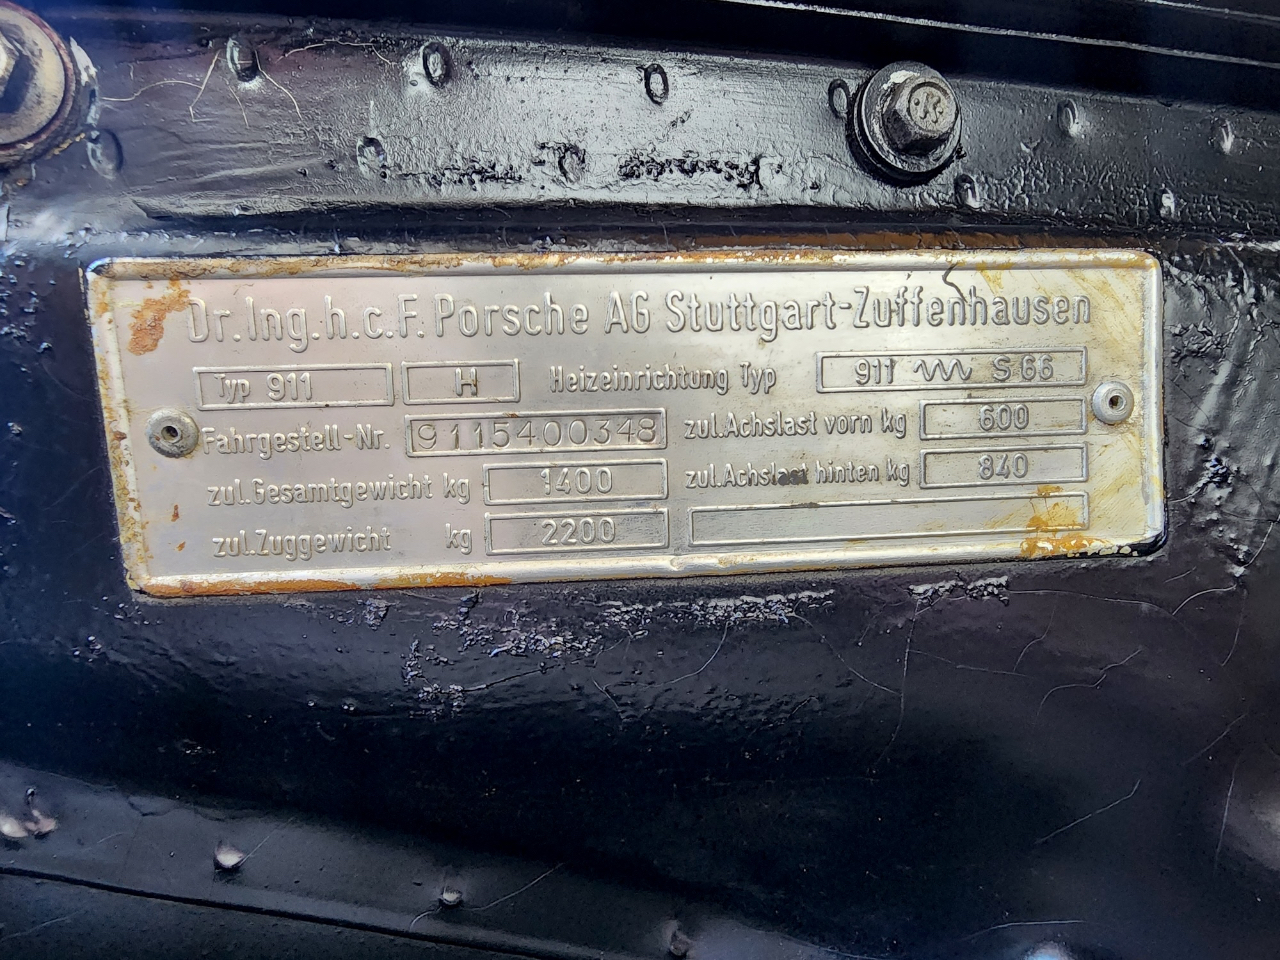 Dr. Ing. h.c. F. Porsche AG Stuttgart-Zuffenhausen
Typ 911 H Heizeinrichtung Typ 911 S 66
Fahrgestell-Nr. 9115400348 zul. Achslast vorn kg 600
zul. Gesamtgewicht kg 1400 zul. Achslast hinten kg 840
zul. Zuggewicht kg 2200